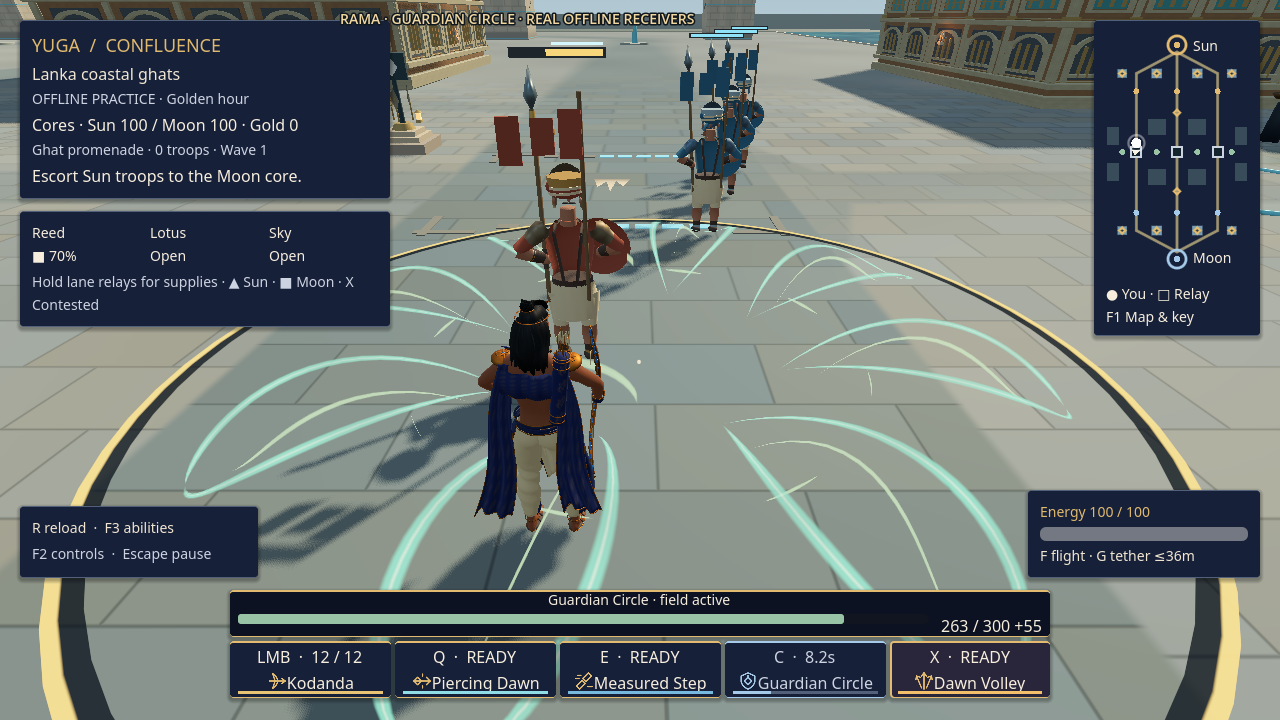 RAMA · GUARDIAN CIRCLE · REAL OFFLINE RECEIVERS
YUGA / CONFLUENCE
Lanka coastal ghats
OFFLINE PRACTICE · Golden hour
Cores · Sun 100 / Moon 100 · Gold 0
Ghat promenade · 0 troops · Wave 1
Escort Sun troops to the Moon core.
Reed Lotus Sky
■ 70% Open Open
Hold lane relays for supplies · ▲ Sun · ■ Moon · X
Contested
Sun
Moon
● You · □ Relay
F1 Map & key
R reload · F3 abilities
F2 controls · Escape pause
Energy 100 / 100
F flight · G tether ≤36m
Guardian Circle · field active
263 / 300 +55
LMB · 12 / 12
Kodanda
Q · READY
Piercing Dawn
E · READY
Measured Step
C · 8.2s
Guardian Circle
X · READY
Dawn Volley